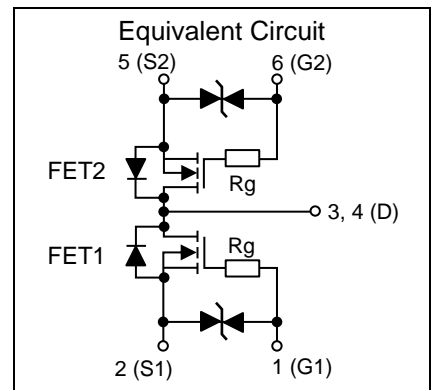 Equivalent Circuit
5 (S2) 6 (G2)
FET2
Rg
3, 4 (D)
Rg
FET1
2 (S1) 1 (G1)